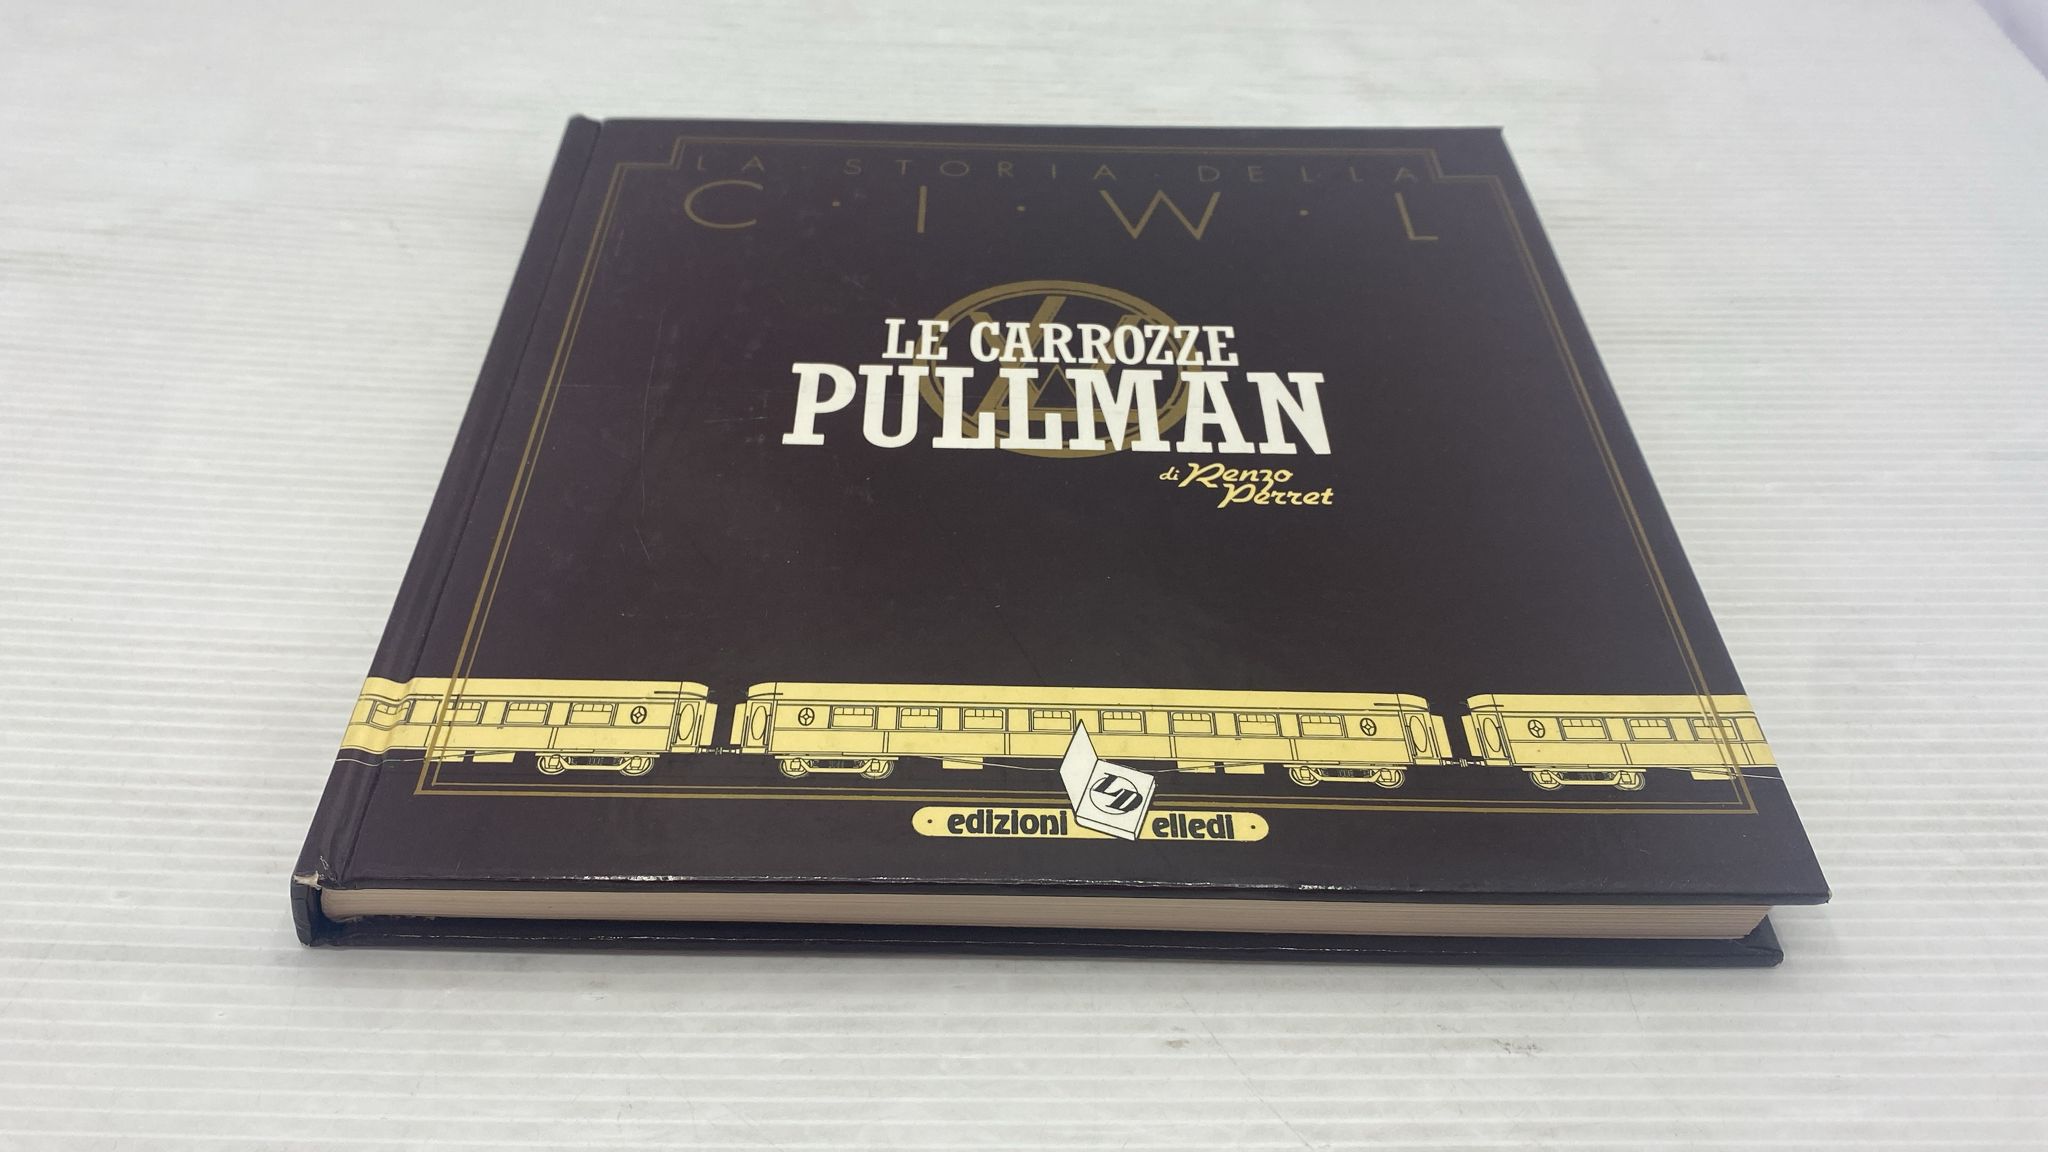 LA · STORIA · DELLA
C · I · W · L
LE CARROZZE
PULLMAN
di Renzo
Perret
LD
· edizioni elledi ·